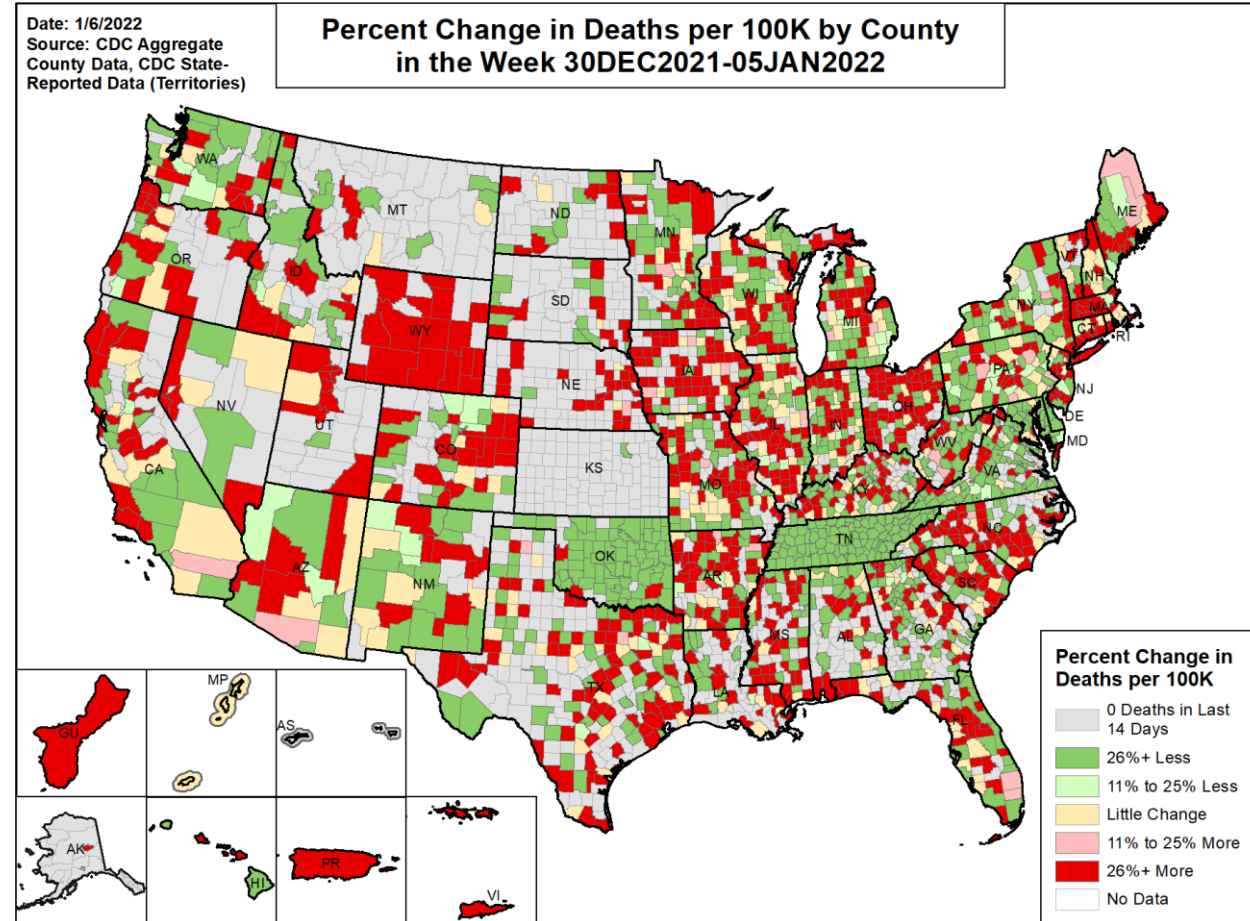 Date: 1/6/2022
Source: CDC Aggregate
County Data, CDC State-
Reported Data (Territories)
Percent Change in Deaths per 100K by County
in the Week 30DEC2021-05JAN2022
WA
MT
ND
MN
ME
OR
ID
SD
WI
VT
NH
NY
MA
MI
CT
RI
WY
IA
NE
PA
NJ
NV
UT
CO
IL
IN
OH
DE
MD
WV
CA
KS
MO
KY
VA
AZ
NM
OK
TN
NC
AR
SC
MS
AL
GA
TX
LA
FL
GU
MP
AS
AK
HI
PR
VI
Percent Change in
Deaths per 100K
0 Deaths in Last
14 Days
26%+ Less
11% to 25% Less
Little Change
11% to 25% More
26%+ More
No Data